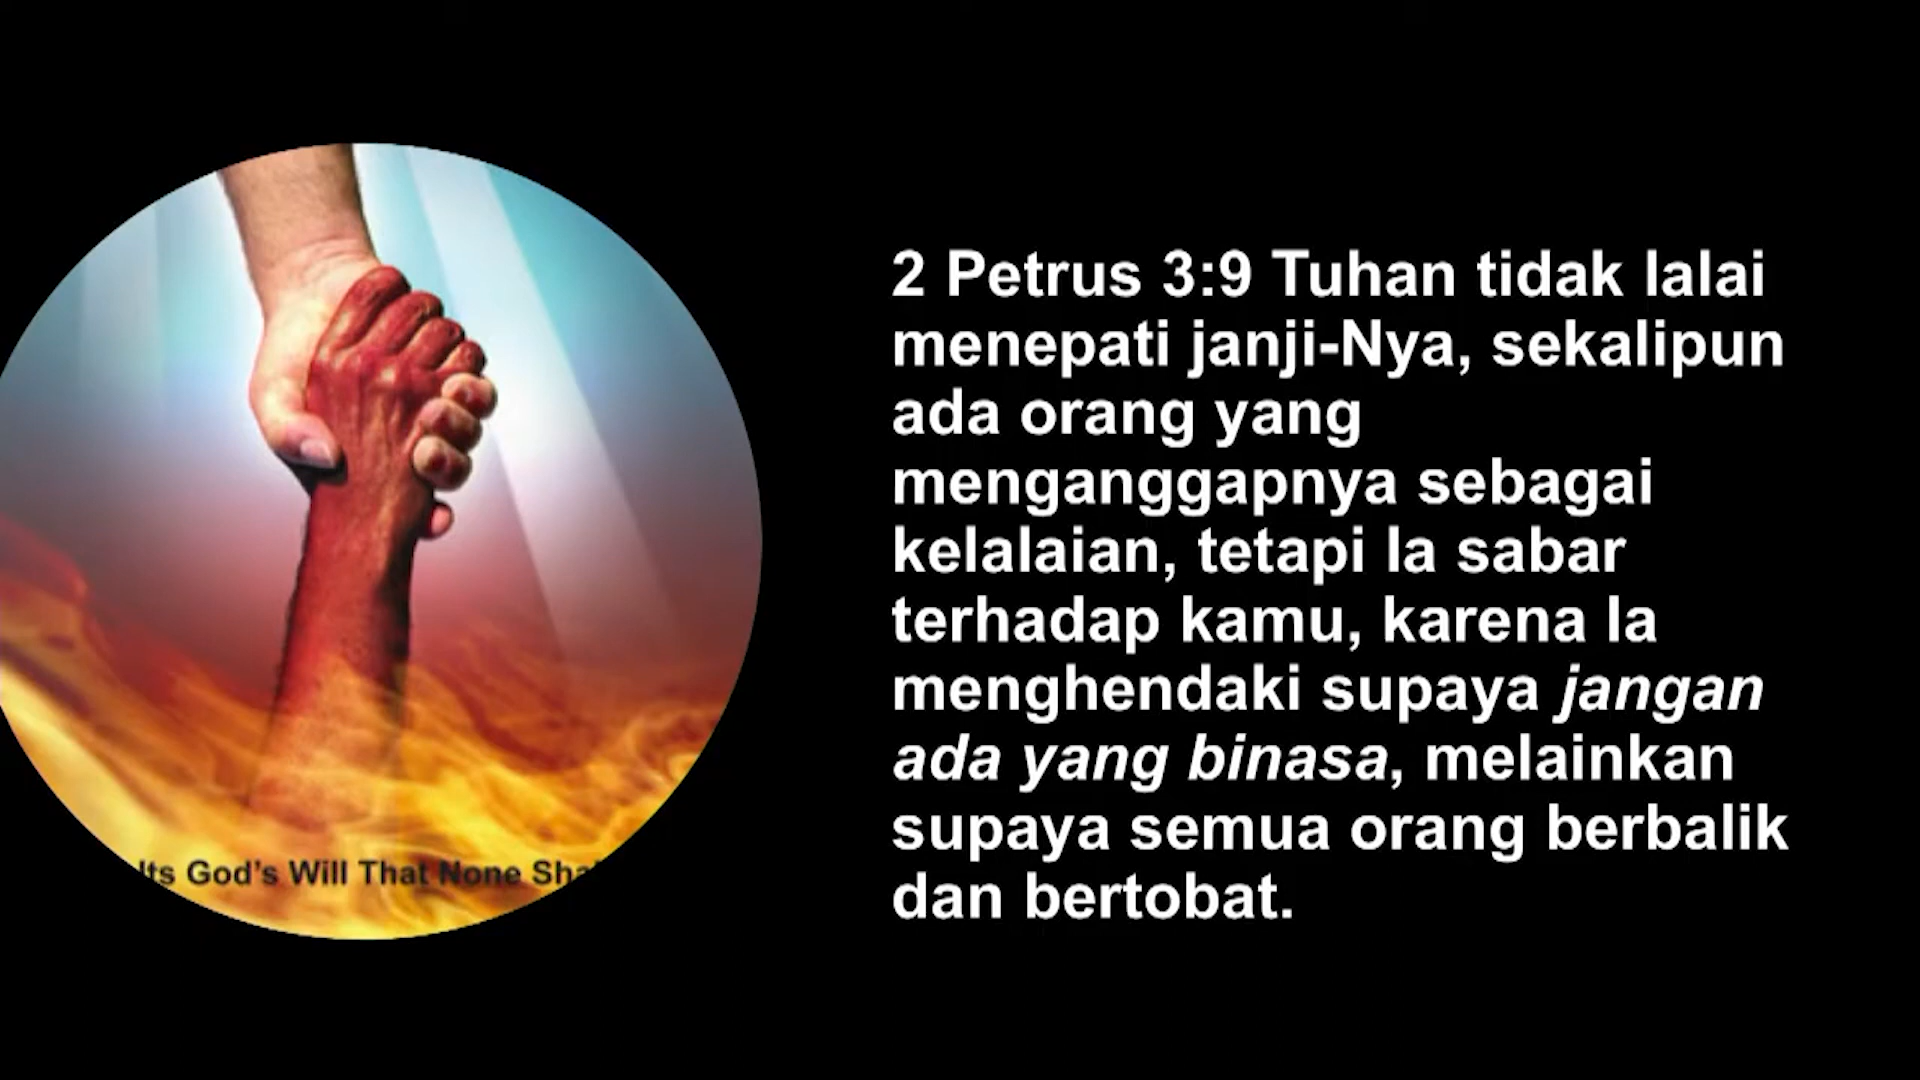 2 Petrus 3:9 Tuhan tidak lalai
menepati janji-Nya, sekalipun
ada orang yang
menganggapnya sebagai
kelalaian, tetapi Ia sabar
terhadap kamu, karena Ia
menghendaki supaya jangan
ada yang binasa, melainkan
supaya semua orang berbalik
dan bertobat.
Its God's Will That None